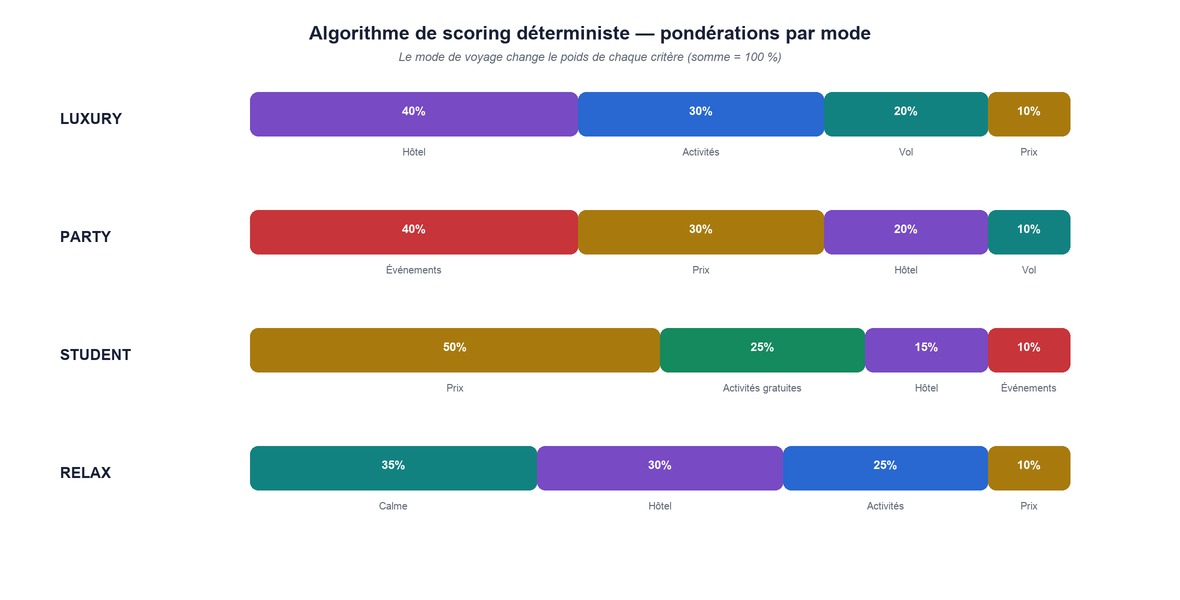 Algorithme de scoring déterministe — pondérations par mode
Le mode de voyage change le poids de chaque critère (somme = 100 %)
LUXURY
40% 30% 20% 10%
Hôtel Activités Vol Prix
PARTY
40% 30% 20% 10%
Événements Prix Hôtel Vol
STUDENT
50% 25% 15% 10%
Prix Activités gratuites Hôtel Événements
RELAX
35% 30% 25% 10%
Calme Hôtel Activités Prix